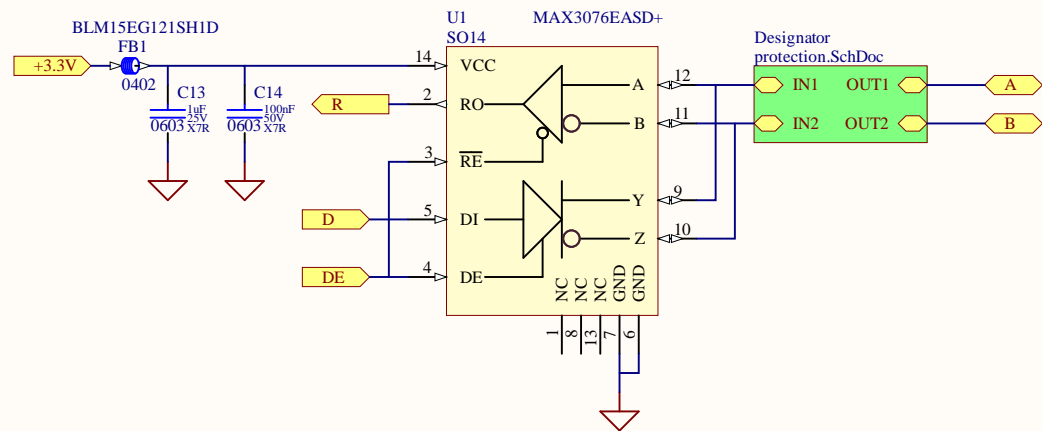 U1 MAX3076EASD+
SO14
BLM15EG121SH1D
FB1
+3.3V
0402
C13
1uF
25V
0603 X7R
C14
100nF
50V
0603 X7R
R
D
DE
14 VCC
2 RO
3 RE
5 DI
4 DE
A 12
B 11
Y 9
Z 10
NC NC NC GND GND
1 8 13 7 6
Designator
protection.SchDoc
IN1 OUT1
IN2 OUT2
A
B